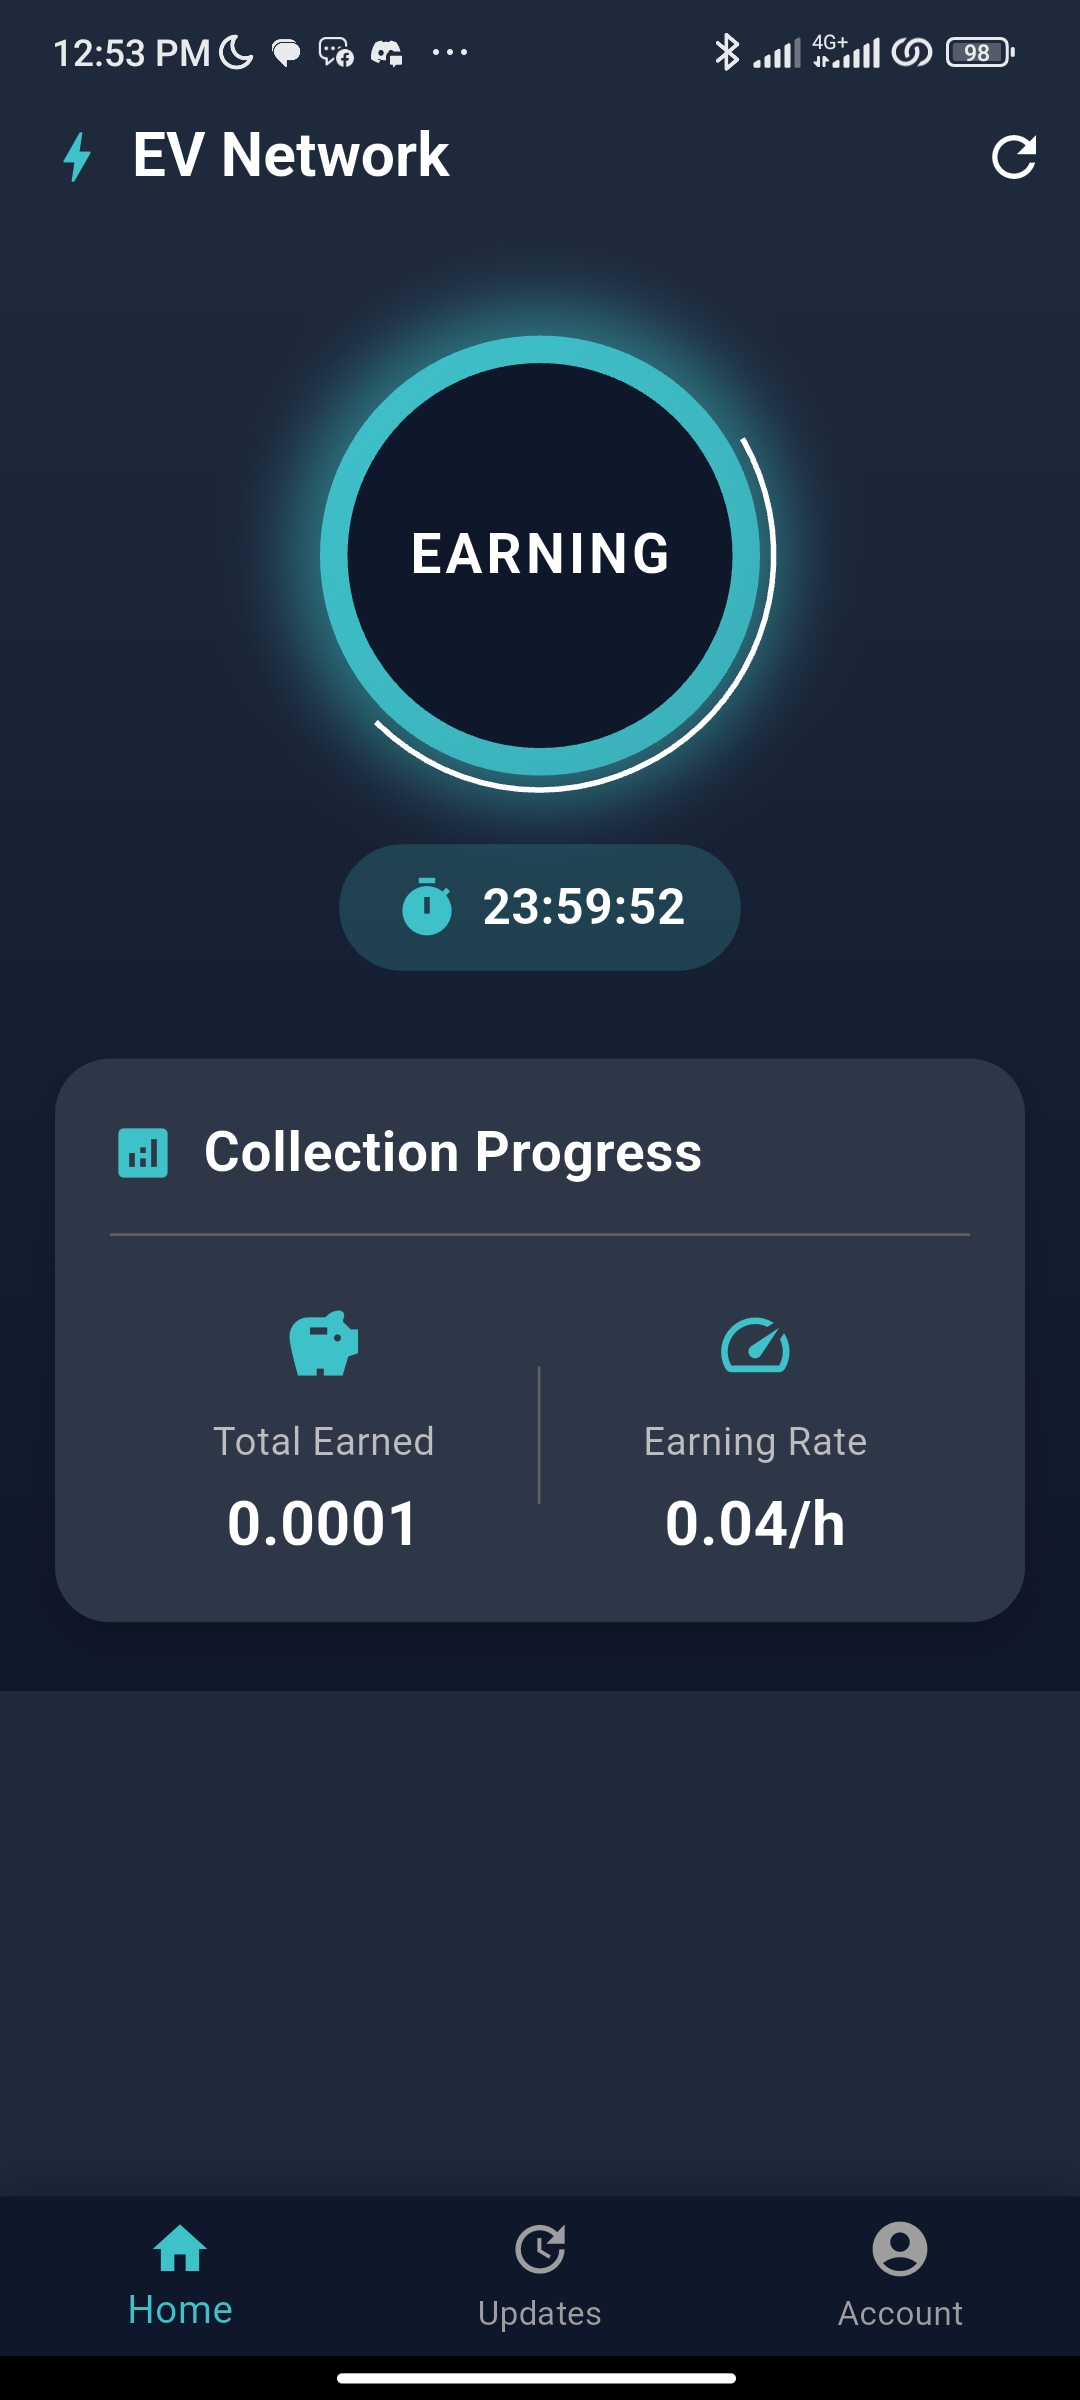 12:53 PM
4G+
98
EV Network
EARNING
23:59:52
Collection Progress
Total Earned
Earning Rate
0.0001
0.04/h
Home
Updates
Account